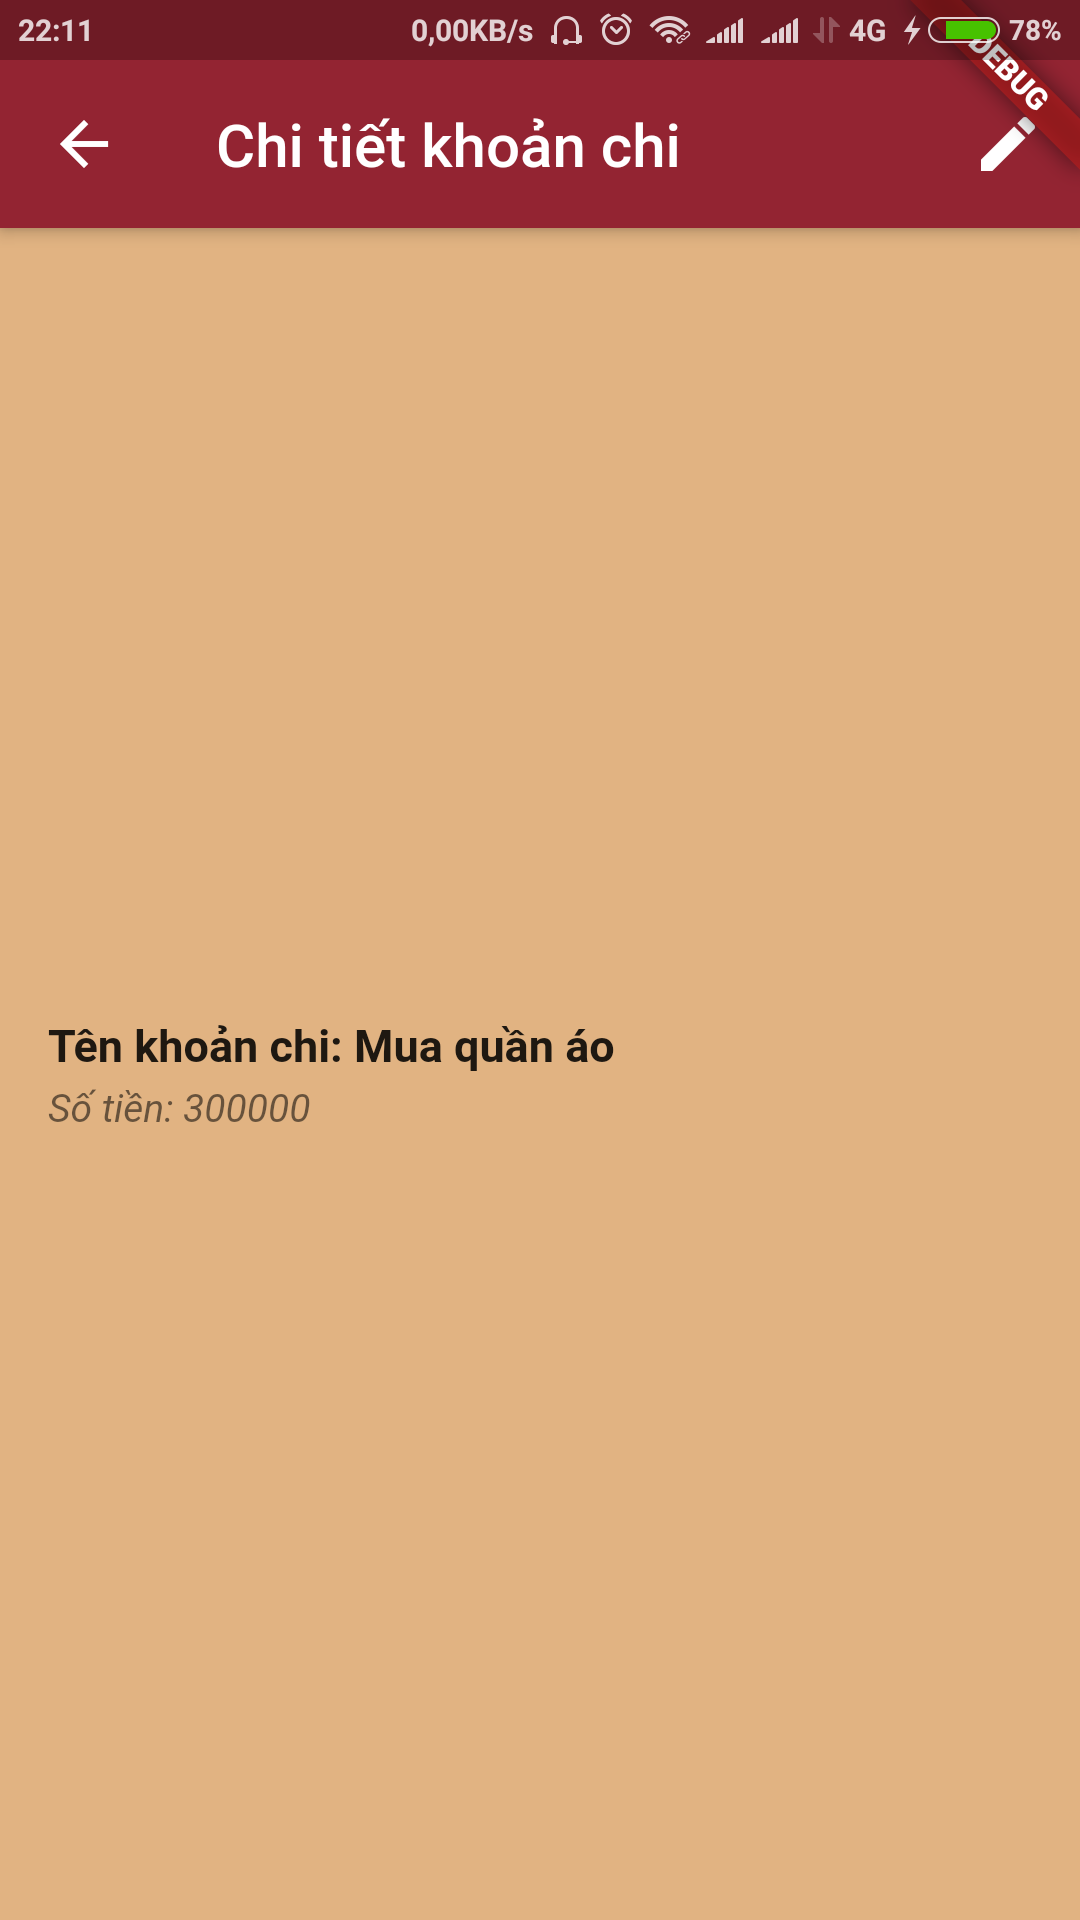 22:11 0,00KB/s 4G 78%
DEBUG
Chi tiết khoản chi
Tên khoản chi: Mua quần áo
Số tiền: 300000